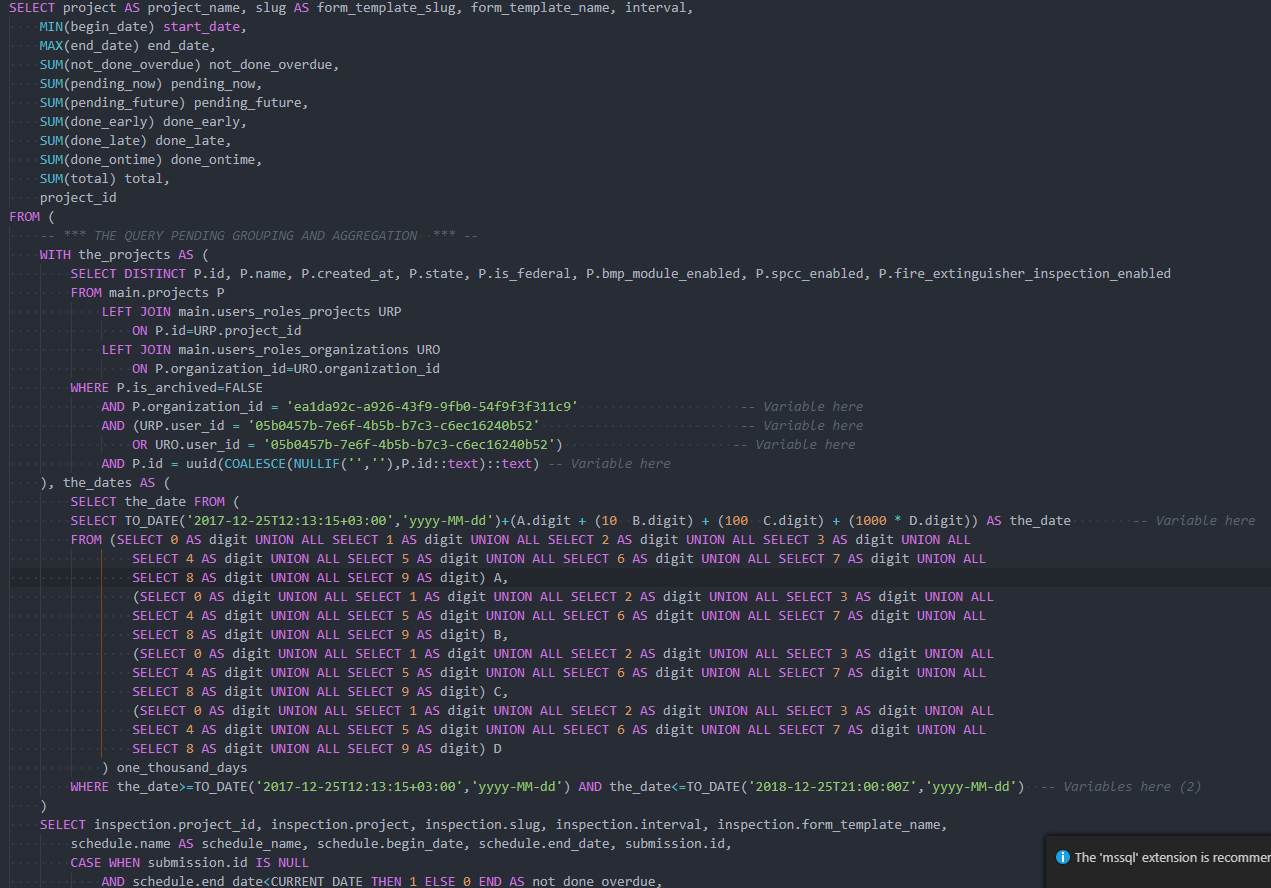 SELECT project AS project_name, slug AS form_template_slug, form_template_name, interval,
MIN(begin_date) start_date,
MAX(end_date) end_date,
SUM(not_done_overdue) not_done_overdue,
SUM(pending_now) pending_now,
SUM(pending_future) pending_future,
SUM(done_early) done_early,
SUM(done_late) done_late,
SUM(done_ontime) done_ontime,
SUM(total) total,
project_id
FROM (
-- *** THE QUERY PENDING GROUPING AND AGGREGATION  *** --
WITH the_projects AS (
SELECT DISTINCT P.id, P.name, P.created_at, P.state, P.is_federal, P.bmp_module_enabled, P.spcc_enabled, P.fire_extinguisher_inspection_enabled
FROM main.projects P
LEFT JOIN main.users_roles_projects URP
ON P.id=URP.project_id
LEFT JOIN main.users_roles_organizations URO
ON P.organization_id=URO.organization_id
WHERE P.is_archived=FALSE
AND P.organization_id = 'ea1da92c-a926-43f9-9fb0-54f9f3f311c9' -- Variable here
AND (URP.user_id = '05b0457b-7e6f-4b5b-b7c3-c6ec16240b52' -- Variable here
OR URO.user_id = '05b0457b-7e6f-4b5b-b7c3-c6ec16240b52') -- Variable here
AND P.id = uuid(COALESCE(NULLIF('',''),P.id::text)::text) -- Variable here
), the_dates AS (
SELECT the_date FROM (
SELECT TO_DATE('2017-12-25T12:13:15+03:00','yyyy-MM-dd')+(A.digit + (10  B.digit) + (100  C.digit) + (1000 * D.digit)) AS the_date -- Variable here
FROM (SELECT 0 AS digit UNION ALL SELECT 1 AS digit UNION ALL SELECT 2 AS digit UNION ALL SELECT 3 AS digit UNION ALL
SELECT 4 AS digit UNION ALL SELECT 5 AS digit UNION ALL SELECT 6 AS digit UNION ALL SELECT 7 AS digit UNION ALL
SELECT 8 AS digit UNION ALL SELECT 9 AS digit) A,
(SELECT 0 AS digit UNION ALL SELECT 1 AS digit UNION ALL SELECT 2 AS digit UNION ALL SELECT 3 AS digit UNION ALL
SELECT 4 AS digit UNION ALL SELECT 5 AS digit UNION ALL SELECT 6 AS digit UNION ALL SELECT 7 AS digit UNION ALL
SELECT 8 AS digit UNION ALL SELECT 9 AS digit) B,
(SELECT 0 AS digit UNION ALL SELECT 1 AS digit UNION ALL SELECT 2 AS digit UNION ALL SELECT 3 AS digit UNION ALL
SELECT 4 AS digit UNION ALL SELECT 5 AS digit UNION ALL SELECT 6 AS digit UNION ALL SELECT 7 AS digit UNION ALL
SELECT 8 AS digit UNION ALL SELECT 9 AS digit) C,
(SELECT 0 AS digit UNION ALL SELECT 1 AS digit UNION ALL SELECT 2 AS digit UNION ALL SELECT 3 AS digit UNION ALL
SELECT 4 AS digit UNION ALL SELECT 5 AS digit UNION ALL SELECT 6 AS digit UNION ALL SELECT 7 AS digit UNION ALL
SELECT 8 AS digit UNION ALL SELECT 9 AS digit) D
) one_thousand_days
WHERE the_date>=TO_DATE('2017-12-25T12:13:15+03:00','yyyy-MM-dd') AND the_date<=TO_DATE('2018-12-25T21:00:00Z','yyyy-MM-dd') -- Variables here (2)
)
SELECT inspection.project_id, inspection.project, inspection.slug, inspection.interval, inspection.form_template_name,
schedule.name AS schedule_name, schedule.begin_date, schedule.end_date, submission.id,
CASE WHEN submission.id IS NULL
AND schedule.end_date<CURRENT_DATE THEN 1 ELSE 0 END AS not_done_overdue,
The 'mssql' extension is recommen